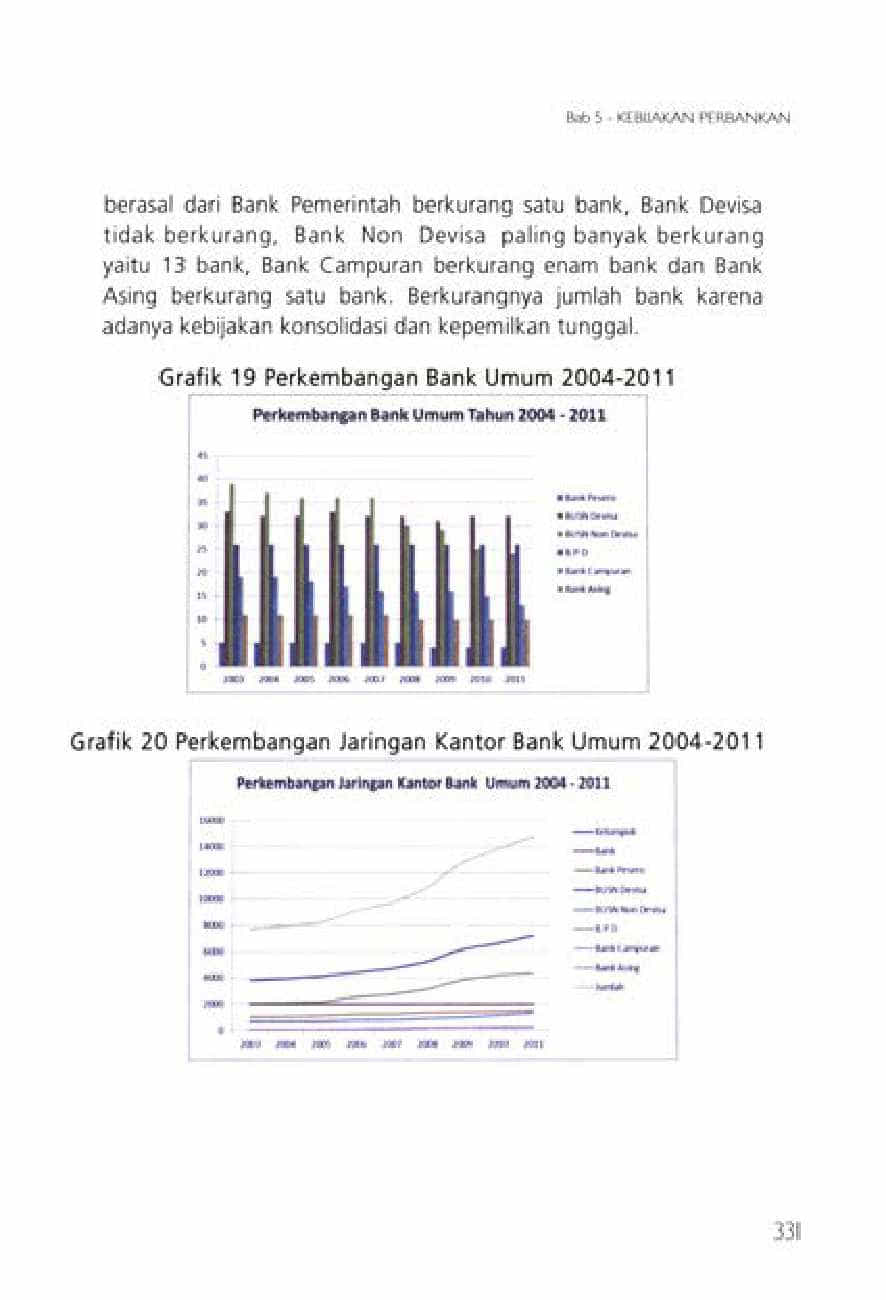 Bab 5 - KEBIJAKAN PERBANKAN
berasal dari Bank Pemerintah berkurang satu bank, Bank Devisa
tidak berkurang, Bank Non Devisa paling banyak berkurang
yaitu 13 bank, Bank Campuran berkurang enam bank dan Bank
Asing berkurang satu bank. Berkurangnya jumlah bank karena
adanya kebijakan konsolidasi dan kepemilkan tunggal.
Grafik 19 Perkembangan Bank Umum 2004-2011
Perkembangan Bank Umum Tahun 2004 - 2011
45
40
35
30
25
20
15
10
5
0
2003 2004 2005 2006 2007 2008 2009 2010 2011
Bank Pesero
BUSN Devisa
BUSN Non Devisa
B P D
Bank Campuran
Bank Asing
Grafik 20 Perkembangan Jaringan Kantor Bank Umum 2004-2011
Perkembangan Jaringan Kantor Bank Umum 2004 - 2011
16000
14000
12000
10000
8000
6000
4000
2000
0
2003 2004 2005 2006 2007 2008 2009 2010 2011
Kelompok
Bank
Bank Pesero
BUSN Devisa
BUSN Non Devisa
B P D
Bank Campuran
Bank Asing
Jumlah